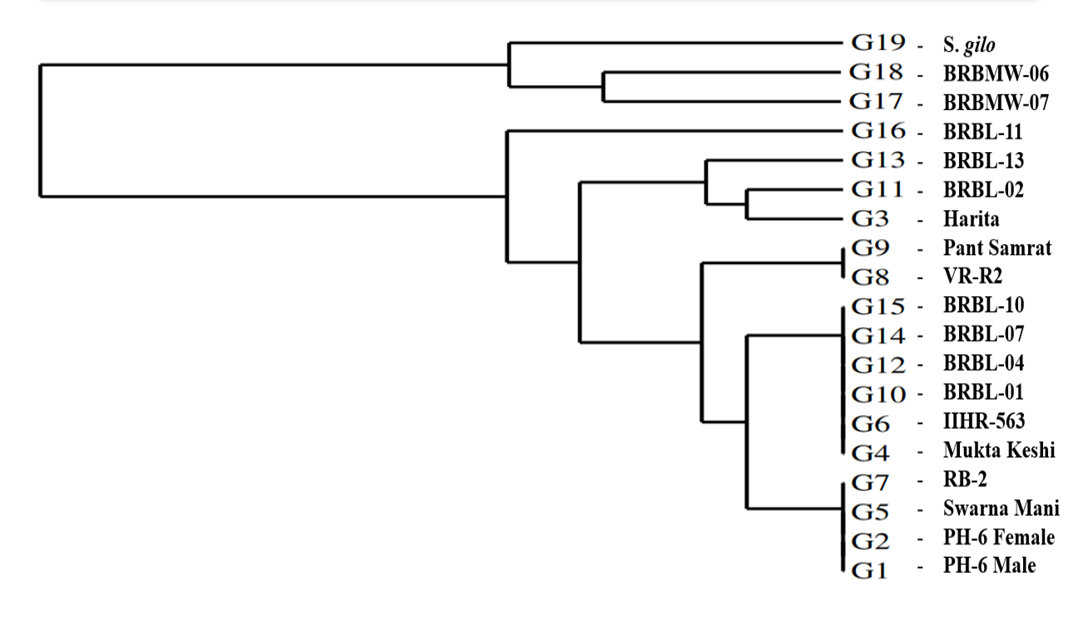 G19 - S. gilo
G18 - BRBMW-06
G17 - BRBMW-07
G16 - BRBL-11
G13 - BRBL-13
G11 - BRBL-02
G3 - Harita
G9 - Pant Samrat
G8 - VR-R2
G15 - BRBL-10
G14 - BRBL-07
G12 - BRBL-04
G10 - BRBL-01
G6 - IIHR-563
G4 - Mukta Keshi
G7 - RB-2
G5 - Swarna Mani
G2 - PH-6 Female
G1 - PH-6 Male